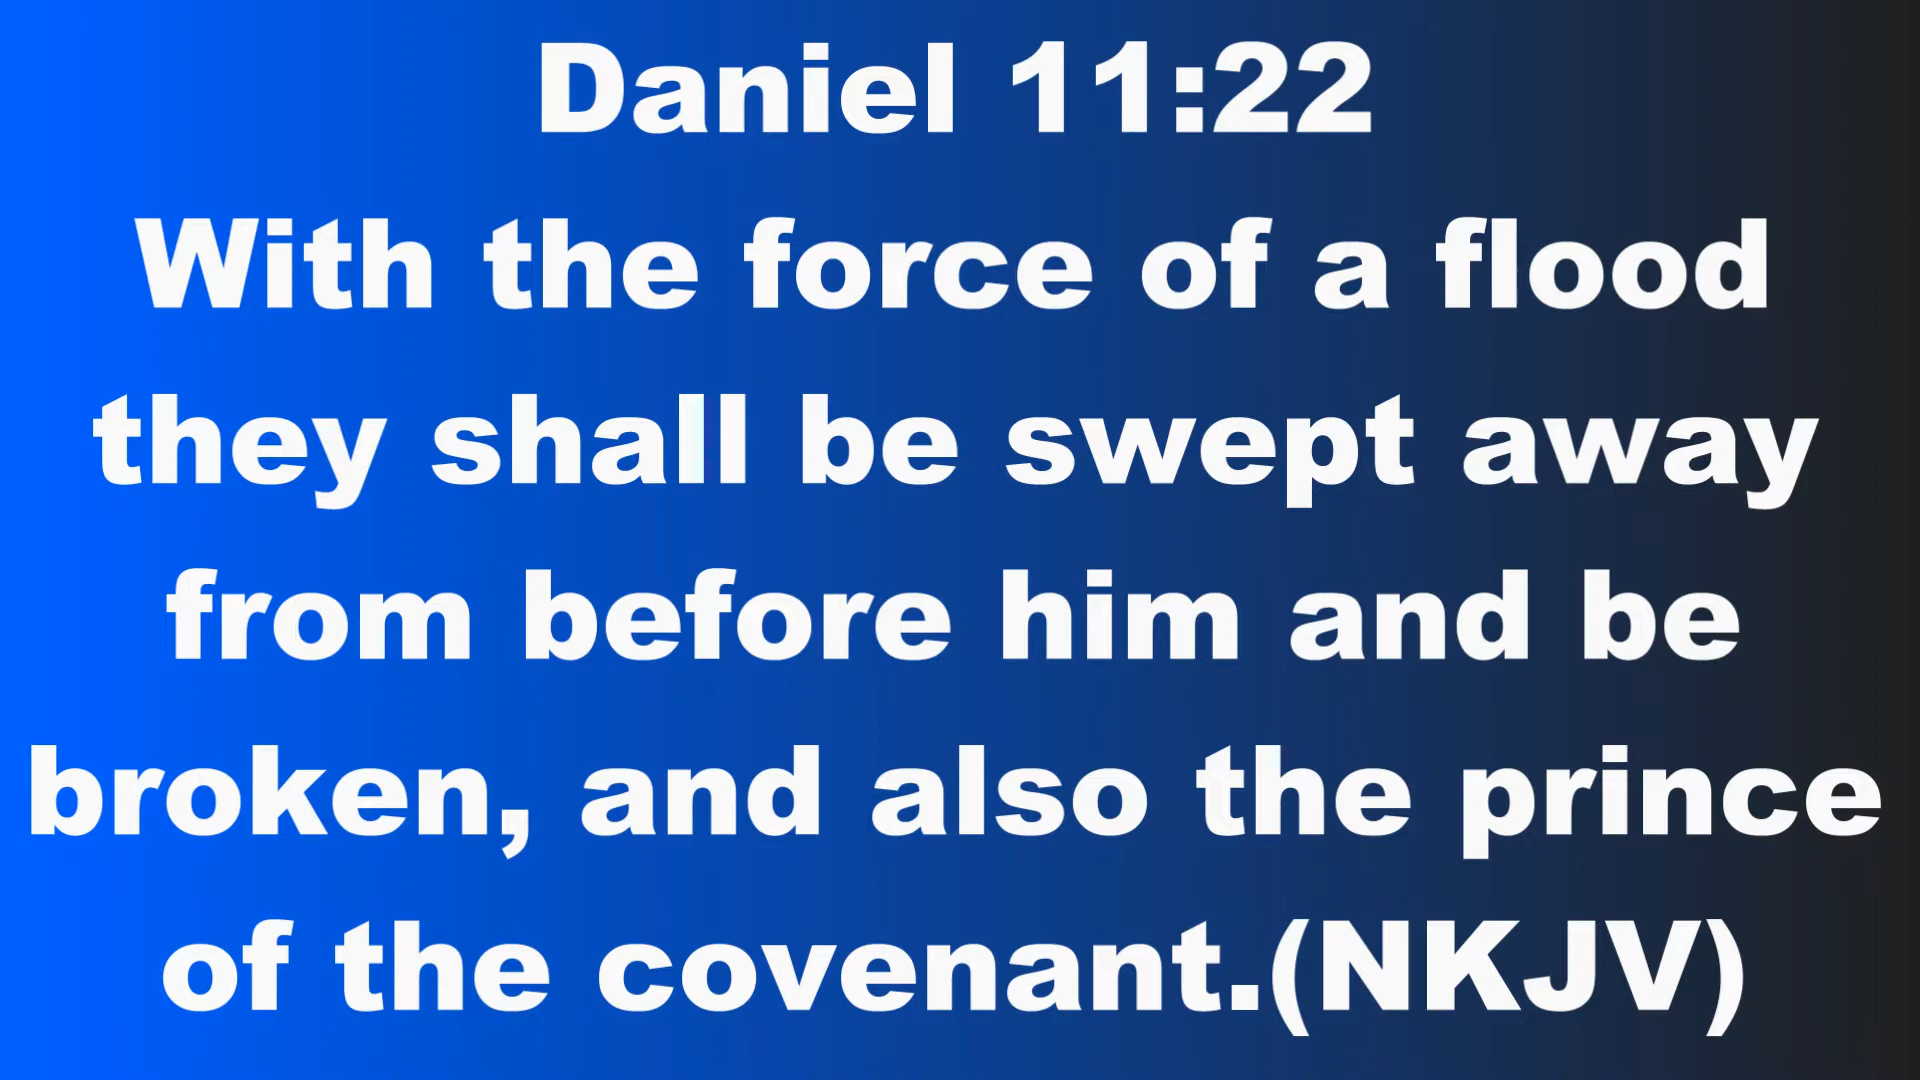 Daniel 11:22
With the force of a flood
they shall be swept away
from before him and be
broken, and also the prince
of the covenant.(NKJV)